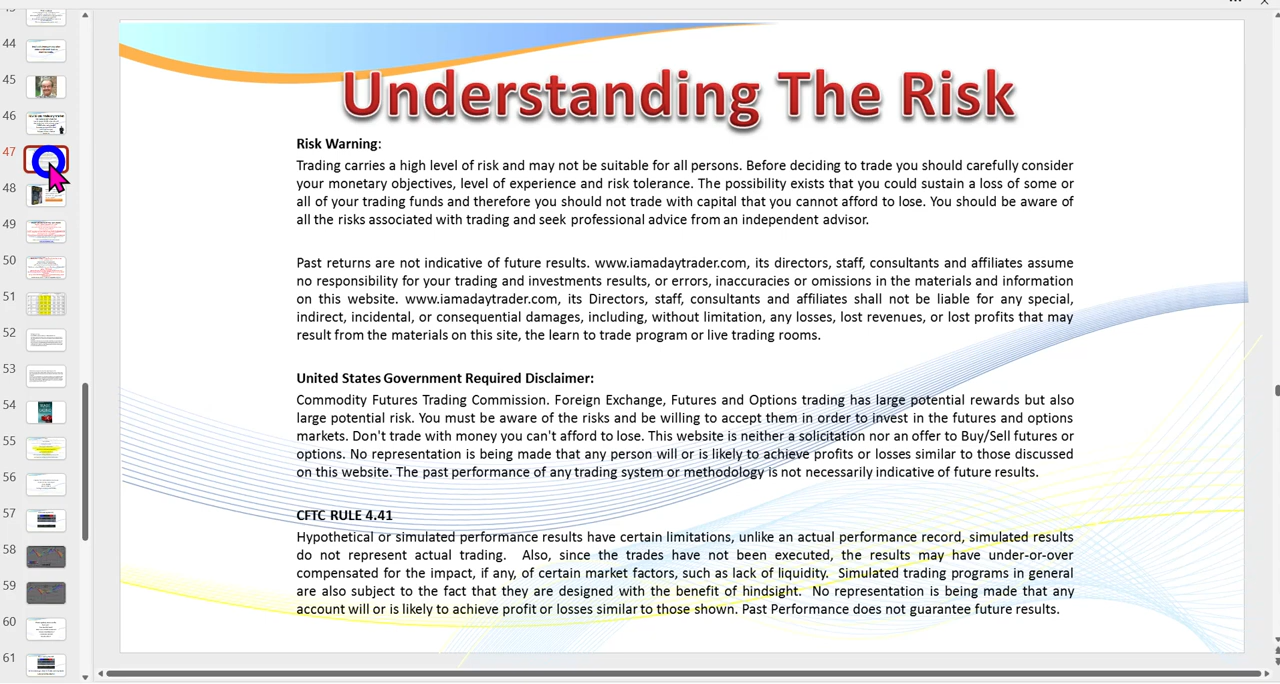 Understanding The Risk
Risk Warning:
Trading carries a high level of risk and may not be suitable for all persons. Before deciding to trade you should carefully consider
your monetary objectives, level of experience and risk tolerance. The possibility exists that you could sustain a loss of some or
all of your trading funds and therefore you should not trade with capital that you cannot afford to lose. You should be aware of
all the risks associated with trading and seek professional advice from an independent advisor.
Past returns are not indicative of future results. www.iamadaytrader.com its directors, staff, consultants and affiliates assume
no responsibility for your trading and investments results, or errors, inaccuracies or omissions in the materials and information
on this website. www.iamadaytrader.com, its Directors, staff, consultants and affiliates shall not be liable for any special,
indirect, incidental, or consequential damages, including, without limitation, any losses, lost revenues, or lost profits that may
result from the materials on this site, the learn to trade program or live trading rooms.
United States Government Required Disclaimer:
Commodity Futures Trading Commission. Foreign Exchange, Futures and Options trading has large potential rewards but also
large potential risk. You must be aware of the risks and be willing to accept them in order to invest in the futures and options
markets. Don't trade with money you can't afford to lose. This website is neither a solicitation nor an offer to Buy/Sell futures or
options. No representation is being made that any person will or is likely to achieve profits or losses similar to those discussed
on this website. The past performance of any trading system or methodology is not necessarily indicative of future results.
CFTC RULE 4.41
Hypothetical or simulated performance results have certain limitations, unlike an actual performance record, simulated results
do not represent actual trading. Also, since the trades have not been executed, the results may have under-or-over
compensated for the impact, if any, of certain market factors, such as lack of liquidity. Simulated trading programs in general
are also subject to the fact that they are designed with the benefit of hindsight. No representation is being made that any
account will or is likely to achieve profit or losses similar to those shown. Past Performance does not guarantee future results.
44
45
46
47
48
49
50
51
52
53
54
55
56
57
58
59
60
61